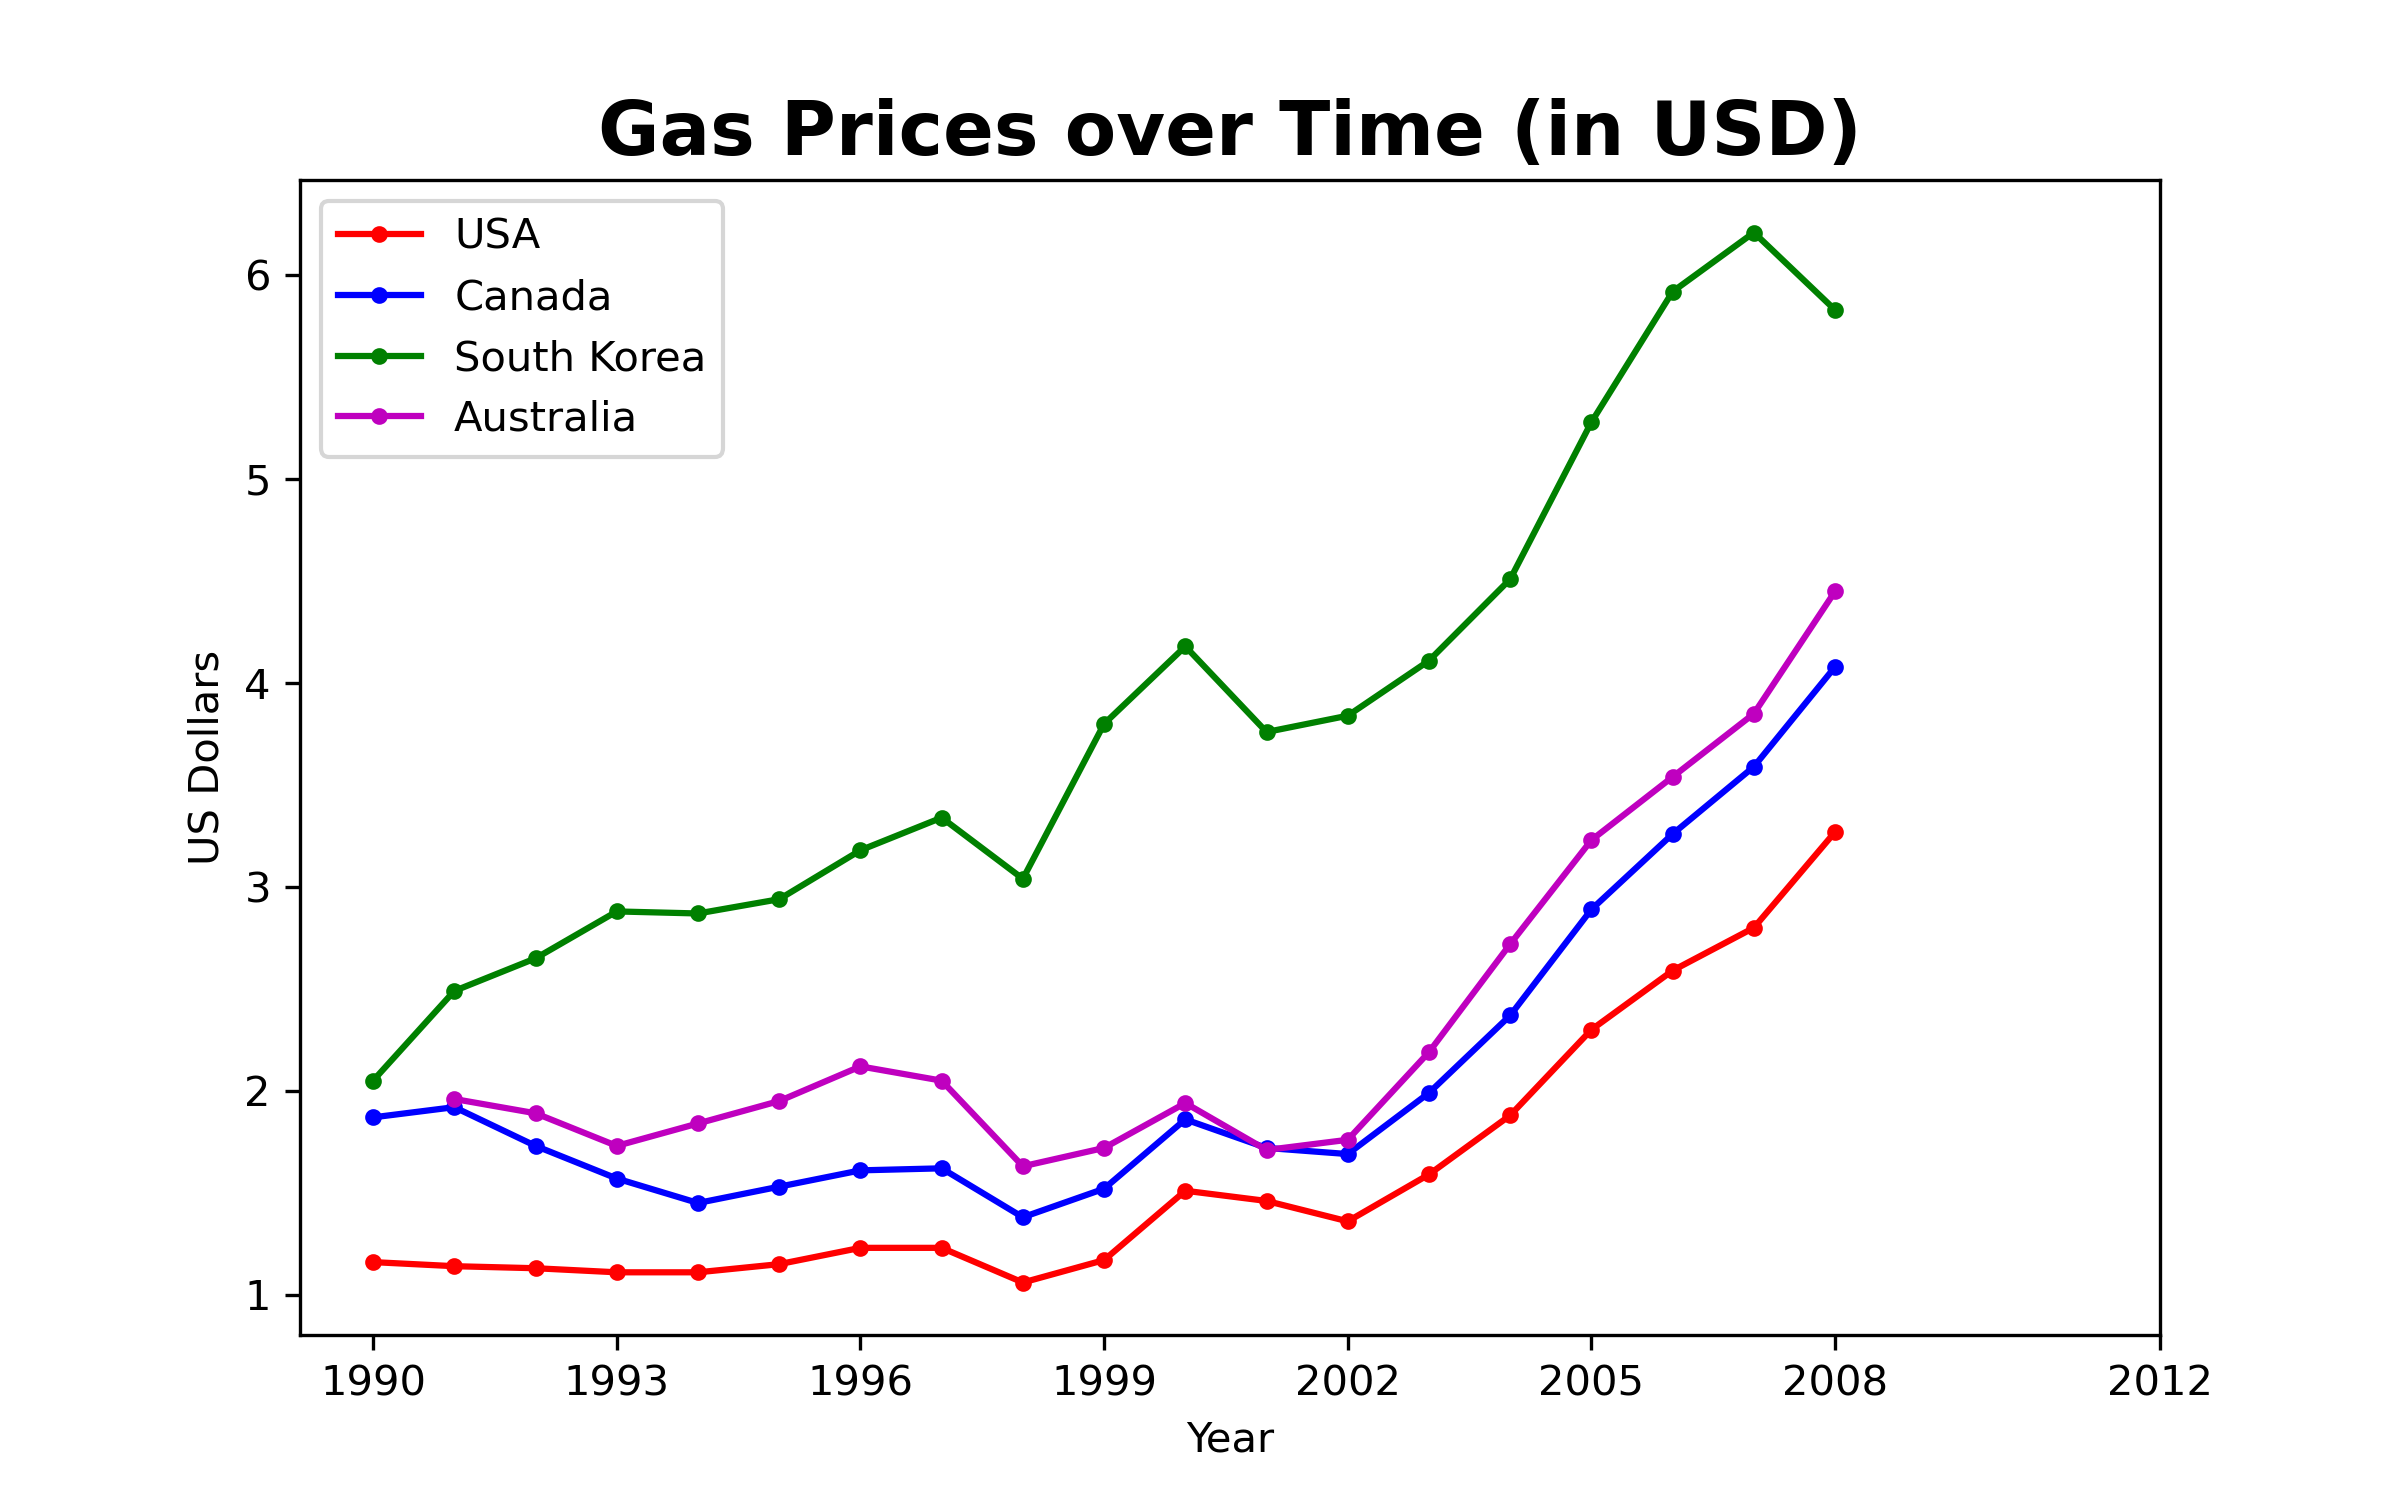 Gas Prices over Time (in USD)
USA
Canada
South Korea
Australia
6
5
4
3
2
1
US Dollars
1990 1993 1996 1999 2002 2005 2008 2012
Year